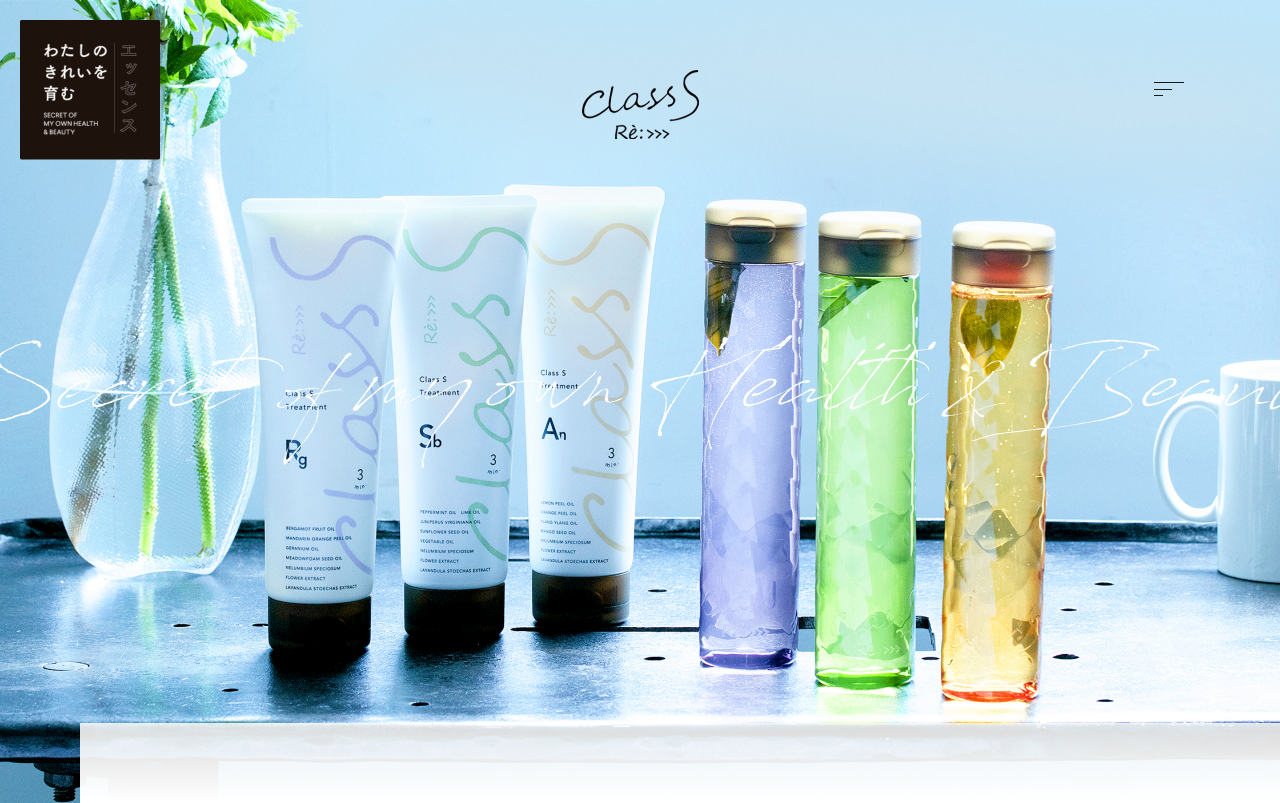 わたしの
きれいを
育む
エッセンス
SECRET OF
MY OWN HEALTH
& BEAUTY
Class S
Rè:>>>
Secret of my own Health & Beau
Class S
Rè:>>>
Class S
Treatment
Rg
3
min
BERGAMOT FRUIT OIL
MANDARIN ORANGE PEEL OIL
GERANIUM OIL
MEADOWFOAM SEED OIL
NELUMBIUM SPECIOSUM
FLOWER EXTRACT
LAVANDULA STOECHAS EXTRACT
Class S
Rè:>>>
Class S
Treatment
Sb
3
min
PEPPERMINT OIL LIME OIL
JUNIPERUS VIRGINIANA OIL
SUNFLOWER SEED OIL
VEGETABLE OIL
NELUMBIUM SPECIOSUM
FLOWER EXTRACT
LAVANDULA STOECHAS EXTRACT
Class S
Rè:>>>
Class S
Treatment
An
3
min
LEMON PEEL OIL
ORANGE PEEL OIL
YLANG YLANG OIL
MANGO SEED OIL
NELUMBIUM SPECIOSUM
FLOWER EXTRACT
LAVANDULA STOECHAS EXTRACT